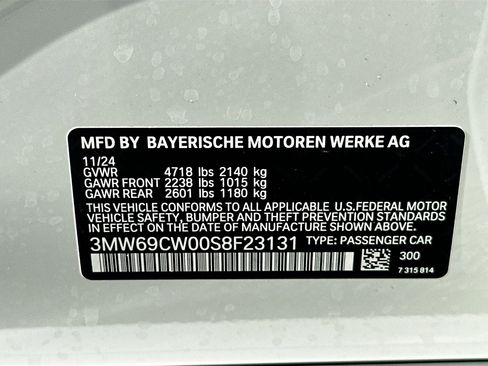 MFD BY BAYERISCHE MOTOREN WERKE AG
11/24
GVWR 4718 lbs 2140 kg
GAWR FRONT 2238 lbs 1015 kg
GAWR REAR 2601 lbs 1180 kg
THIS VEHICLE CONFORMS TO ALL APPLICABLE U.S.FEDERAL MOTOR
VEHICLE SAFETY, BUMPER AND THEFT PREVENTION STANDARDS
IN EFFECT ON THE DATE OF MANUFACTURE SHOWN ABOVE.
3MW69CW00S8F23131 TYPE: PASSENGER CAR
300
7 315 814